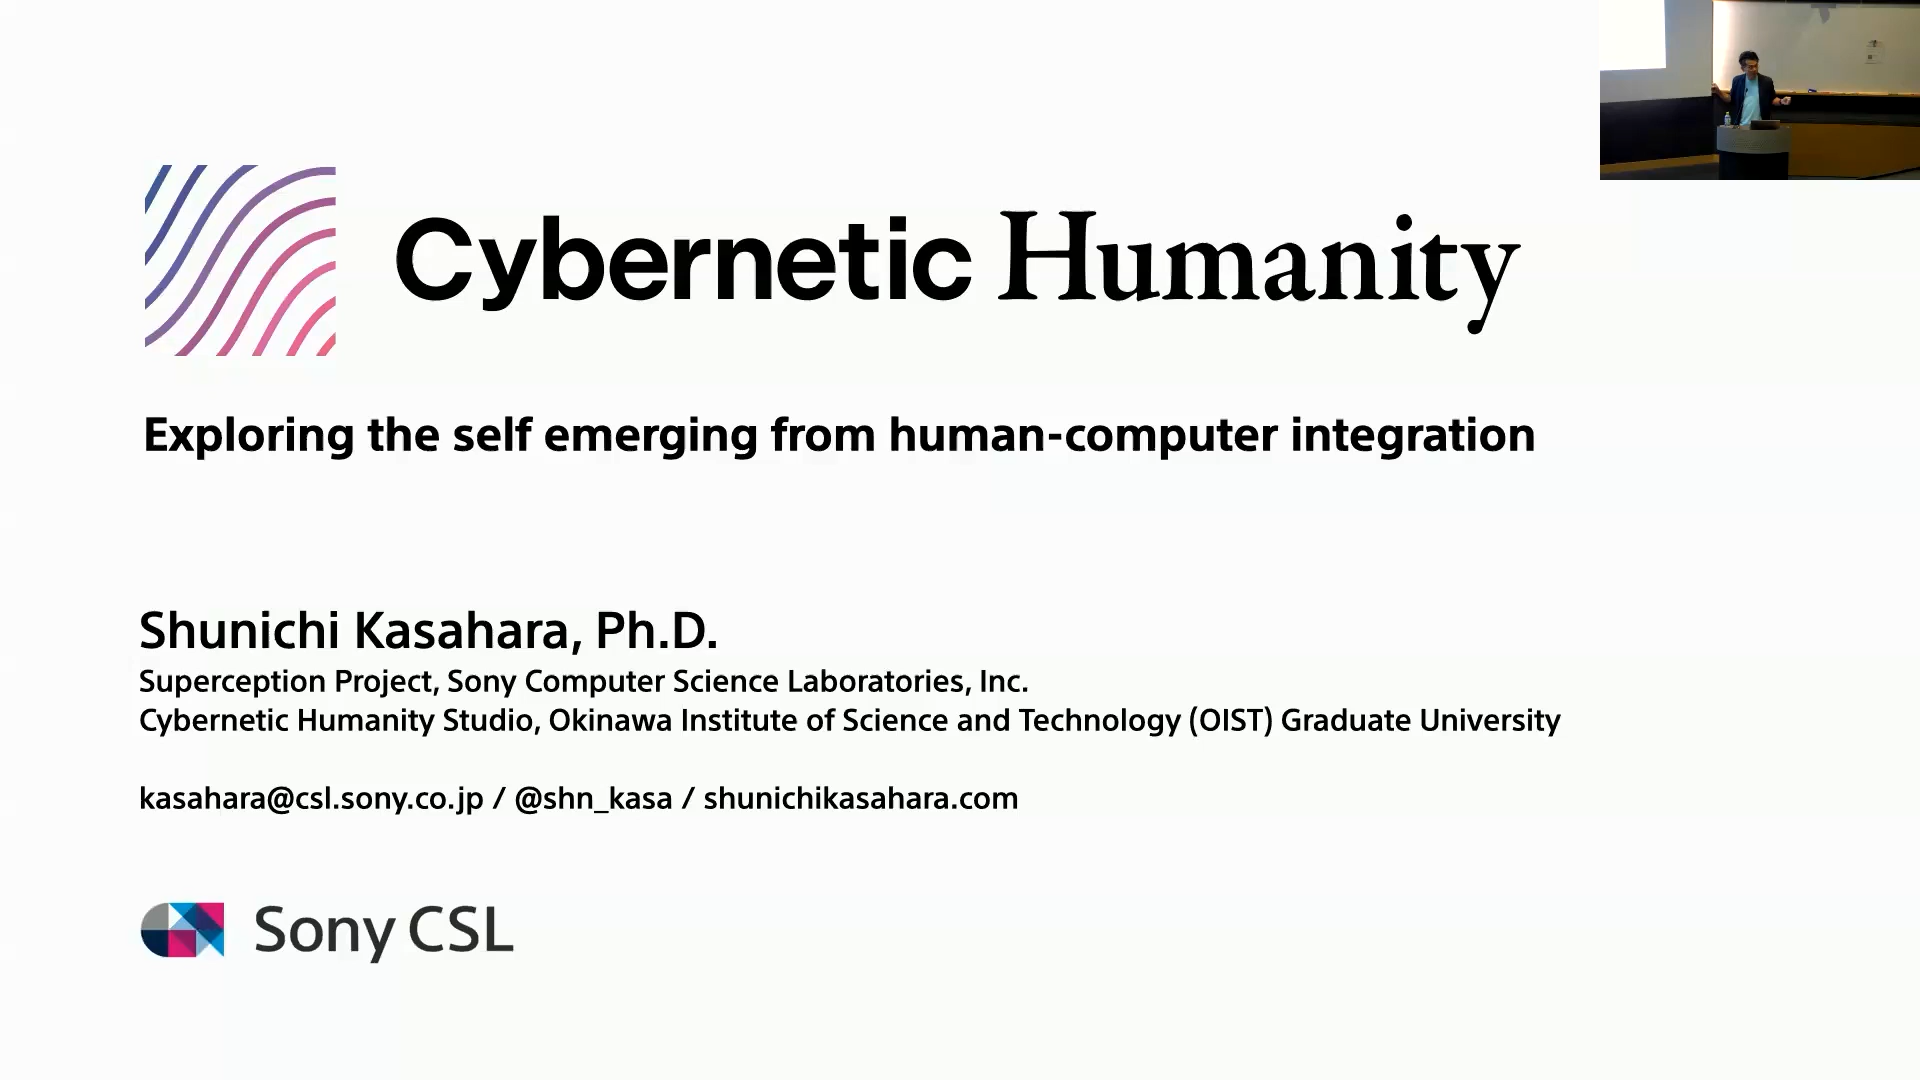 Cybernetic Humanity
Exploring the self emerging from human-computer integration
Shunichi Kasahara, Ph.D.
Superception Project, Sony Computer Science Laboratories, Inc.
Cybernetic Humanity Studio, Okinawa Institute of Science and Technology (OIST) Graduate University
kasahara@csl.sony.co.jp / @shn_kasa / shunichikasahara.com
Sony CSL